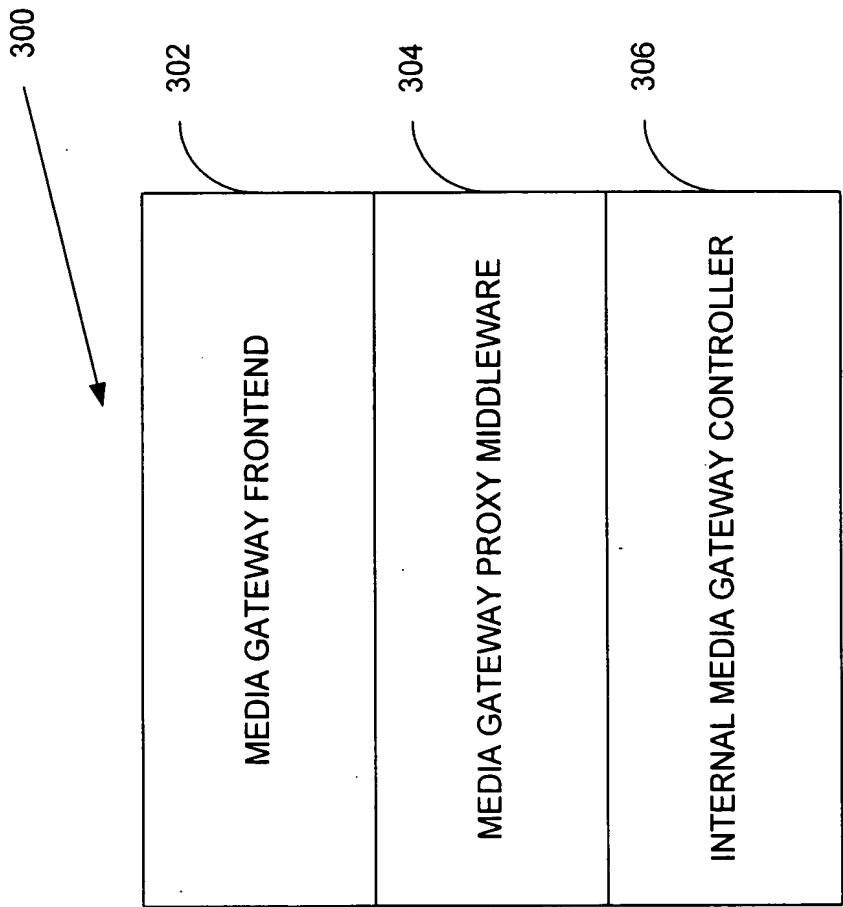 300
302
MEDIA GATEWAY FRONTEND
304
MEDIA GATEWAY PROXY MIDDLEWARE
306
INTERNAL MEDIA GATEWAY CONTROLLER